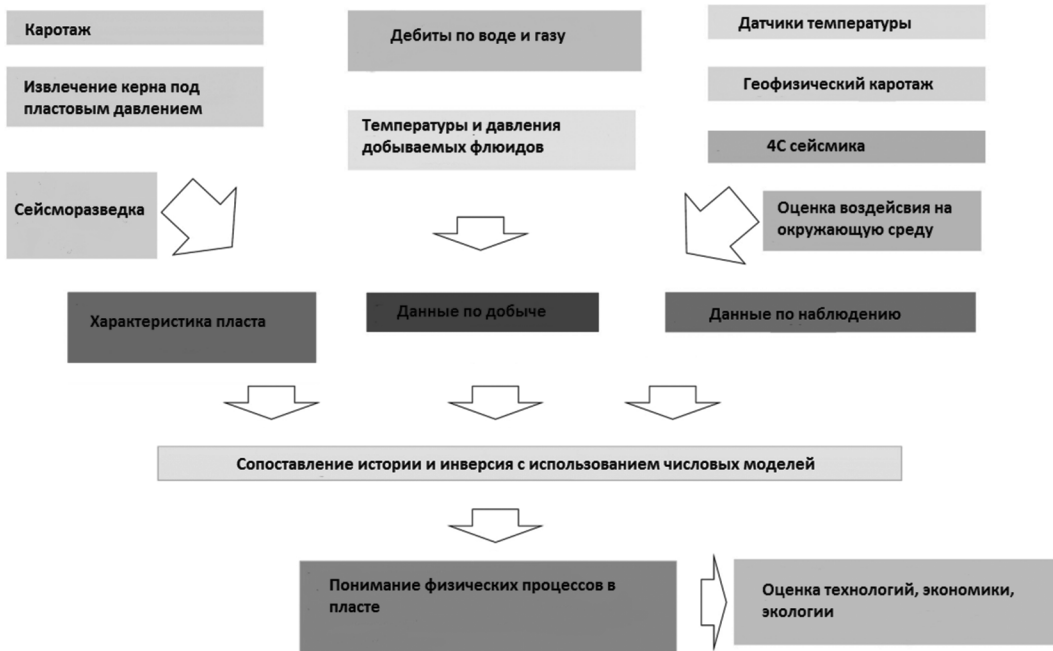 Каротаж
Извлечение керна под
пластовым давлением
Сейсморазведка
Дебиты по воде и газу
Температуры и давления
добываемых флюидов
Датчики температуры
Геофизический каротаж
4С сейсмика
Оценка воздейсвия на
окружающую среду
Характеристика пласта
Данные по добыче
Данные по наблюдению
Сопоставление истории и инверсия с использованием числовых моделей
Понимание физических процессов в
пласте
Оценка технологий, экономики,
экологии